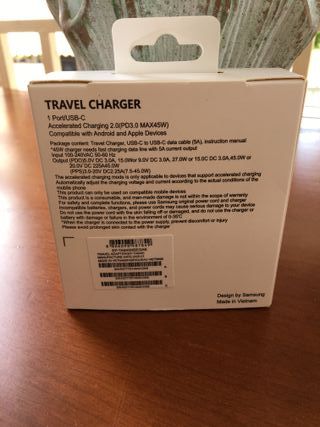 TRAVEL CHARGER
1 Port/USB-C
Accelerated Charging 2.0(PD3.0 MAX45W)
Compatible with Android and Apple Devices
Package content: Travel Charger, USB-C to USB-C data cable (5A), instruction manual
*45W charger needs fast charging data line with 5A current output
Input 100-240VAC 50-60 Hz
Output (PD)5.0V DC 3.0A, 15.0Wor 9.0V DC 3.0A, 27.0W or 15.0C DC 3.0A,45.0W or
20.0V DC 225A45.0W
(PPS)3.0-20V DC2.25A(7.5-45.0W)
The accelerated charging mode is only applicable to devices that support accelerated charging
Automatically adjust the charging voltage and current according to the actual conditions of the
mobile phone
This product can only be used on compatible mobile devices
This product is a consumable, and man-made damage is not within the scope of warranty
For safety and complete functions, please use Samsung original power cord and charger
incompatible batteries, chargers, and power cords may cause serious damage to your device
Do not use the power cord with the skin falling off or damaged, and do not use the charger or
battery with damage or failure in the environment of 0-35°C
*When the charger is connected to the power supply, prevent discomfort or injury
Please avoid prolonged skin contact with the charger
Design by Samsung
Made in Vietnam